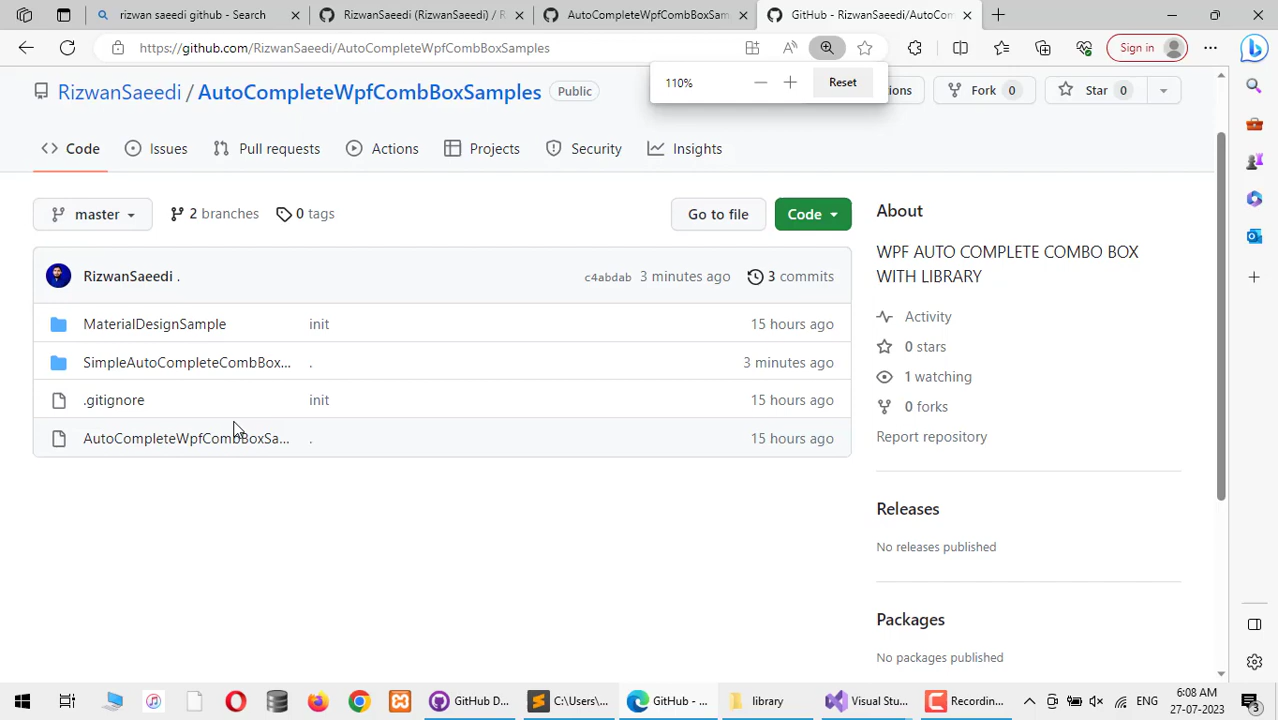 rizwan saeedi github - Search
RizwanSaeedi (RizwanSaeedi) / R
AutoCompleteWpfCombBoxSam
GitHub - RizwanSaeedi/AutoCom
https://github.com/RizwanSaeedi/AutoCompleteWpfCombBoxSamples
Sign in
110%
Reset
RizwanSaeedi / AutoCompleteWpfCombBoxSamples
Public
Fork 0
Star 0
Code
Issues
Pull requests
Actions
Projects
Security
Insights
master
2 branches
0 tags
Go to file
Code
RizwanSaeedi .
c4abdab 3 minutes ago
3 commits
MaterialDesignSample
init
15 hours ago
SimpleAutoCompleteCombBox...
.
3 minutes ago
.gitignore
init
15 hours ago
AutoCompleteWpfCombBoxSa...
.
15 hours ago
About
WPF AUTO COMPLETE COMBO BOX
WITH LIBRARY
Activity
0 stars
1 watching
0 forks
Report repository
Releases
No releases published
Packages
No packages published
GitHub D...
C:\Users\...
GitHub - ...
library
Visual Stu...
Recordin...
ENG
6:08 AM
27-07-2023
3